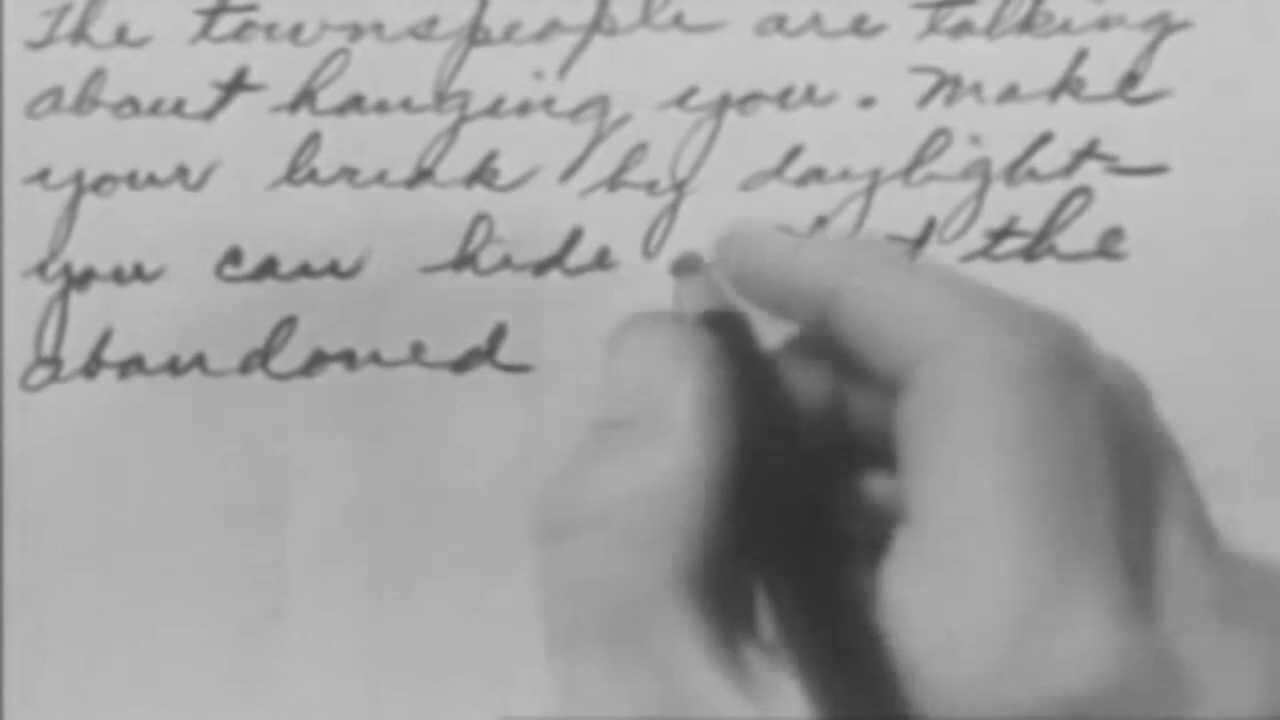 The townspeople are talking
about hanging you. Make
your break by daylight
you can hide the
abandoned